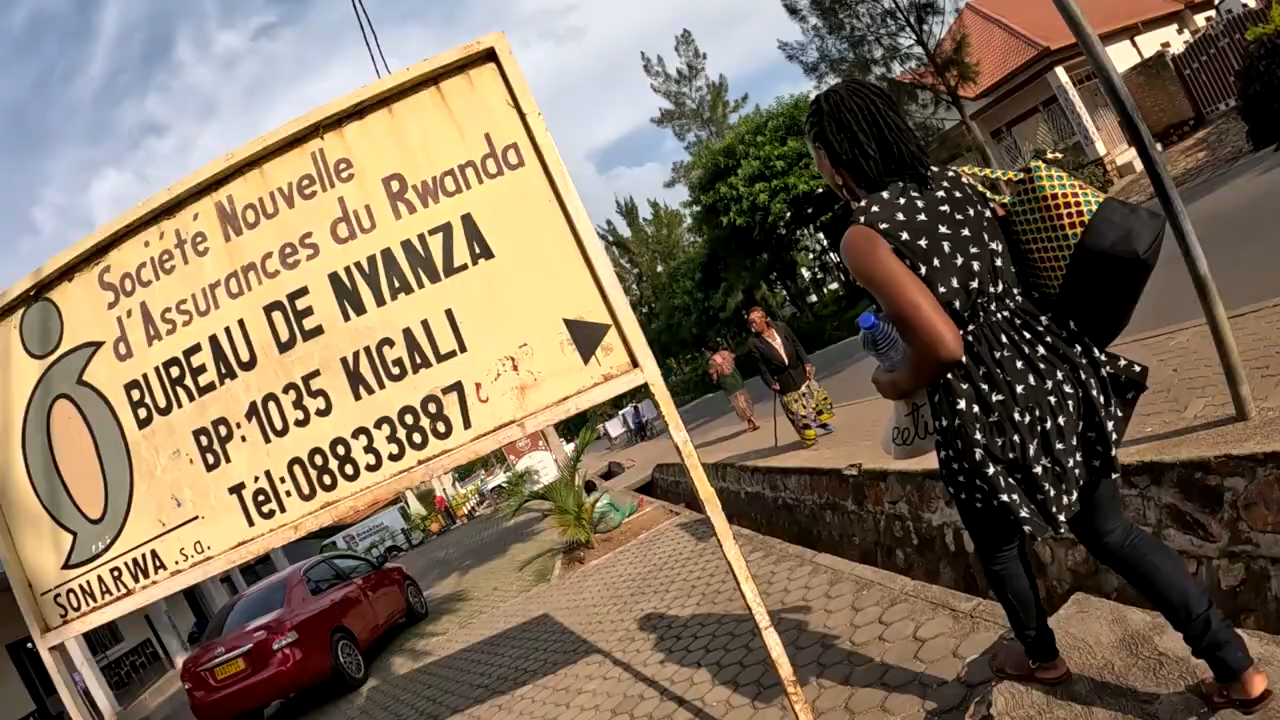 Société Nouvelle
d'Assurances du Rwanda
BUREAU DE NYANZA
BP:1035 KIGALI
Tél:08833887
SONARWA .s.a.